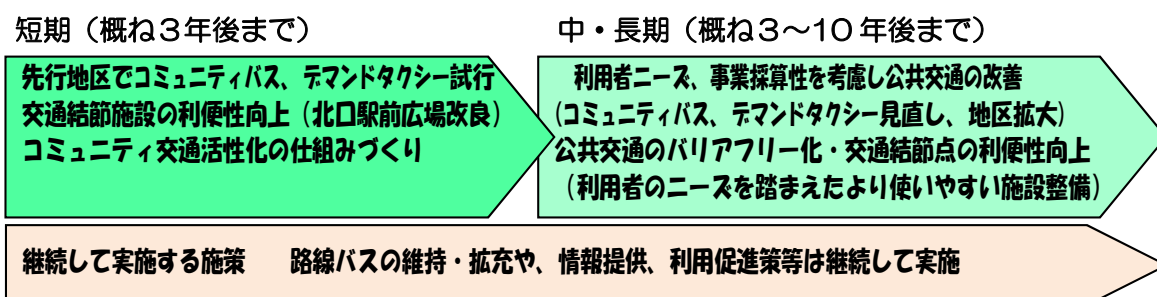 短期（概ね３年後まで）
中・長期（概ね３～10年後まで）
先行地区でコミュニティバス、デマンドタクシー試行
交通結節施設の利便性向上（北口駅前広場改良）
コミュニティ交通活性化の仕組みづくり
利用者ニーズ、事業採算性を考慮し公共交通の改善
(コミュニティバス、デマンドタクシー見直し、地区拡大)
公共交通のバリアフリー化・交通結節点の利便性向上
（利用者のニーズを踏まえたより使いやすい施設整備）
継続して実施する施策　　路線バスの維持・拡充や、情報提供、利用促進策等は継続して実施